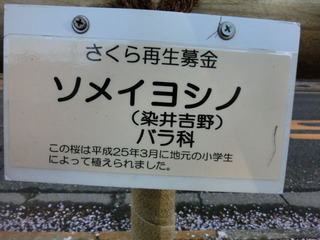 さくら再生募金
ソメイヨシノ
（染井吉野）
バラ科
この桜は平成25年3月に地元の小学生
によって植えられました。